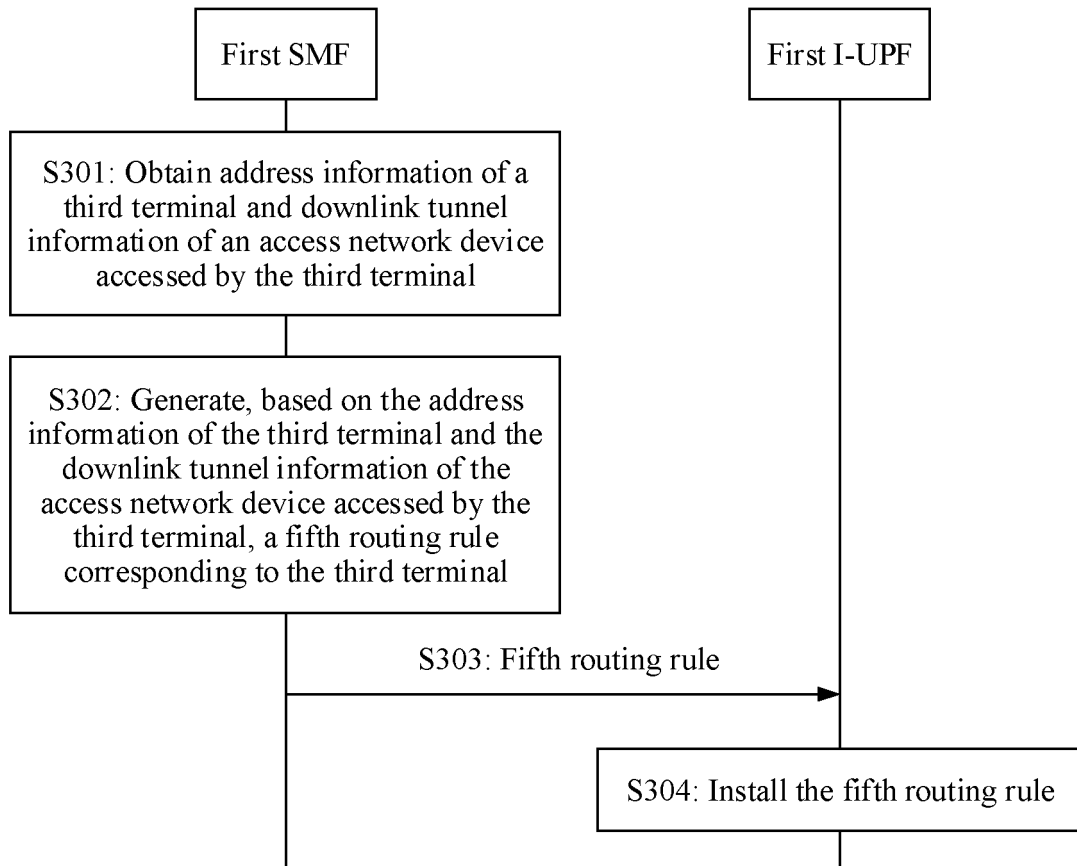 First SMF
First I-UPF
S301: Obtain address information of a
third terminal and downlink tunnel
information of an access network device
accessed by the third terminal
S302: Generate, based on the address
information of the third terminal and the
downlink tunnel information of the
access network device accessed by the
third terminal, a fifth routing rule
corresponding to the third terminal
S303: Fifth routing rule
S304: Install the fifth routing rule